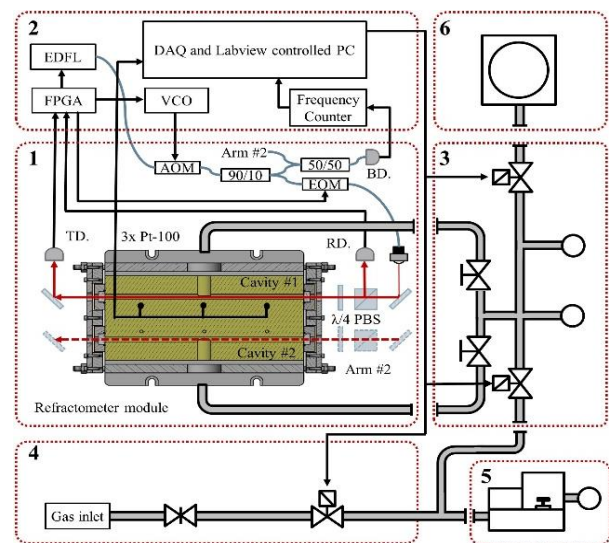 2
6
EDFL
DAQ and Labview controlled PC
FPGA
VCO
Frequency
Counter
Arm #2
50/50
BD.
1
AOM
90/10
EOM
3
TD.
3x Pt-100
RD.
Cavity #1
λ/4 PBS
Cavity #2
Arm #2
Refractometer module
4
5
Gas inlet